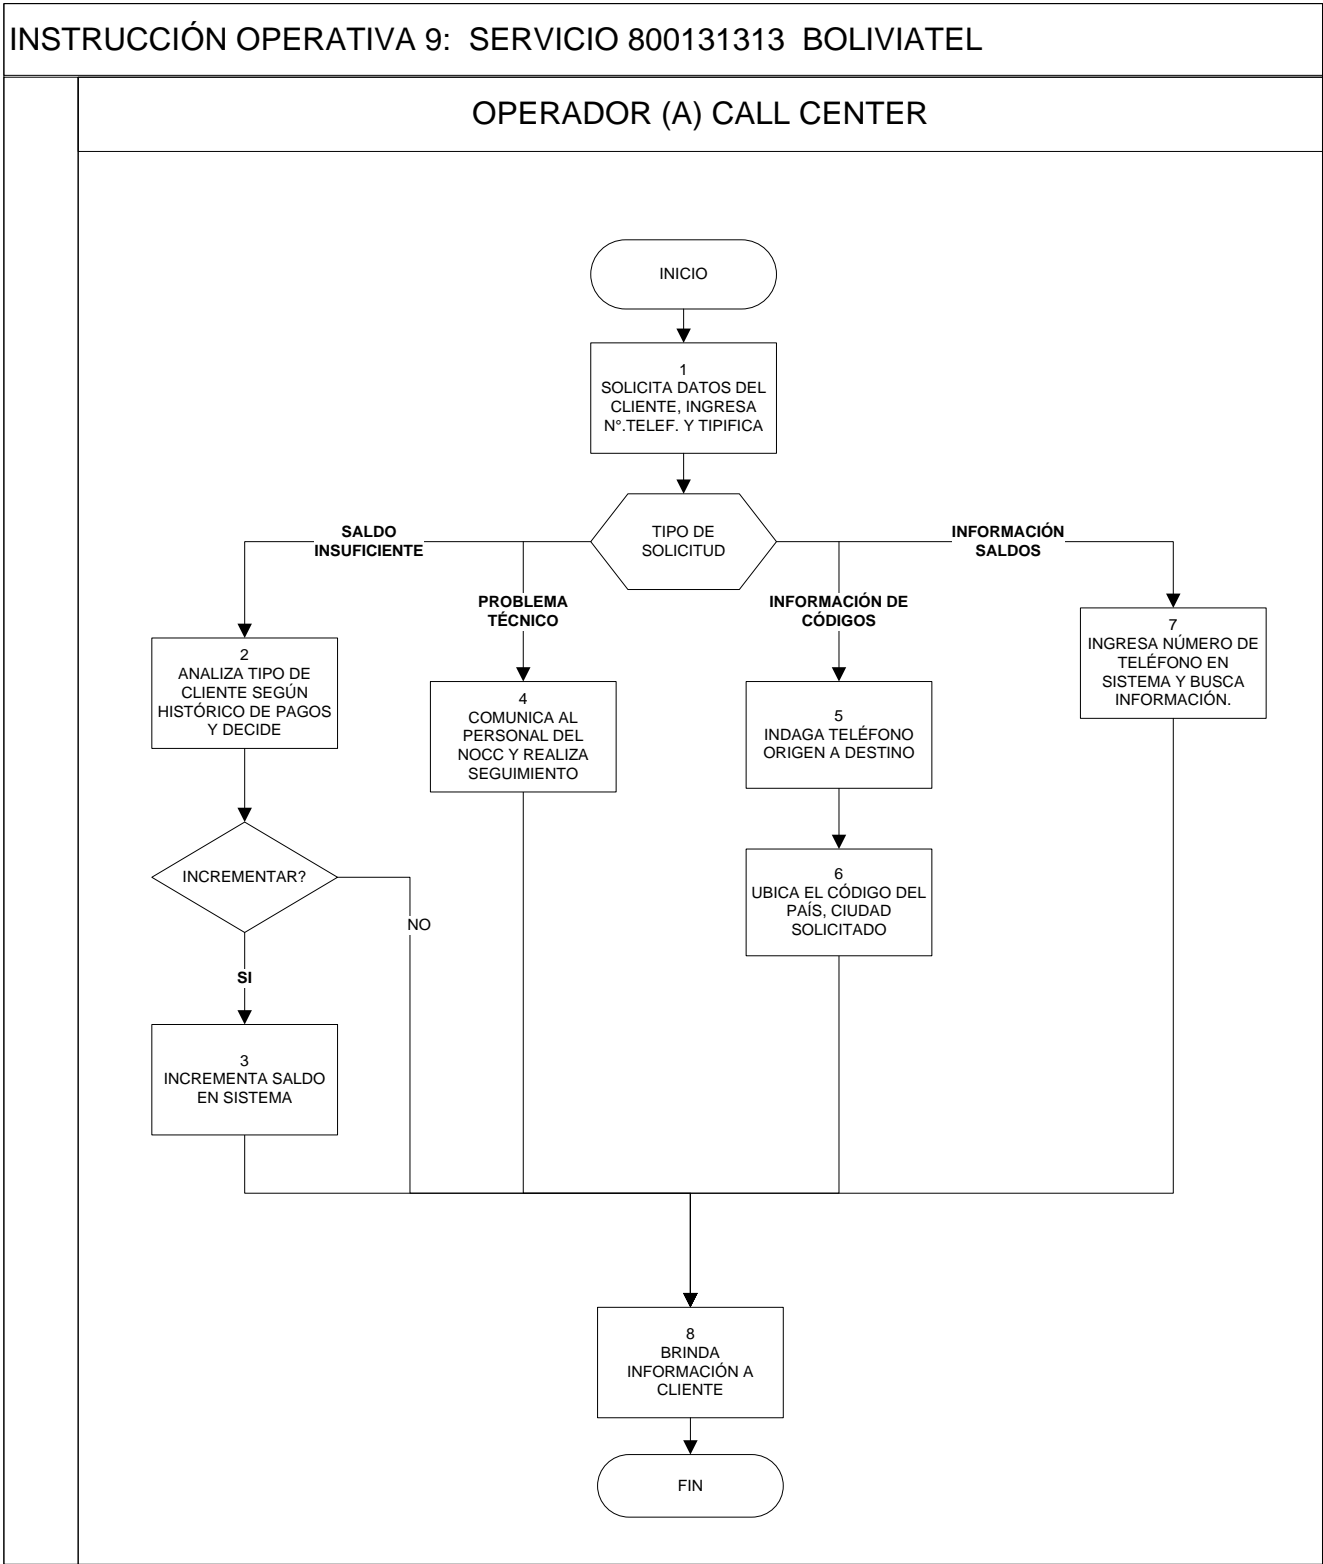 INSTRUCCIÓN OPERATIVA 9:  SERVICIO 800131313  BOLIVIATEL
OPERADOR (A) CALL CENTER
INICIO
1
SOLICITA DATOS DEL
CLIENTE, INGRESA
N°.TELEF. Y TIPIFICA
TIPO DE
SOLICITUD
SALDO
INSUFICIENTE
PROBLEMA
TÉCNICO
INFORMACIÓN DE
CÓDIGOS
INFORMACIÓN
SALDOS
2
ANALIZA TIPO DE
CLIENTE SEGÚN
HISTÓRICO DE PAGOS
Y DECIDE
4
COMUNICA AL
PERSONAL DEL
NOCC Y REALIZA
SEGUIMIENTO
5
INDAGA TELÉFONO
ORIGEN A DESTINO
7
INGRESA NÚMERO DE
TELÉFONO EN
SISTEMA Y BUSCA
INFORMACIÓN.
INCREMENTAR?
NO
SI
6
UBICA EL CÓDIGO DEL
PAÍS, CIUDAD
SOLICITADO
3
INCREMENTA SALDO
EN SISTEMA
8
BRINDA
INFORMACIÓN A
CLIENTE
FIN